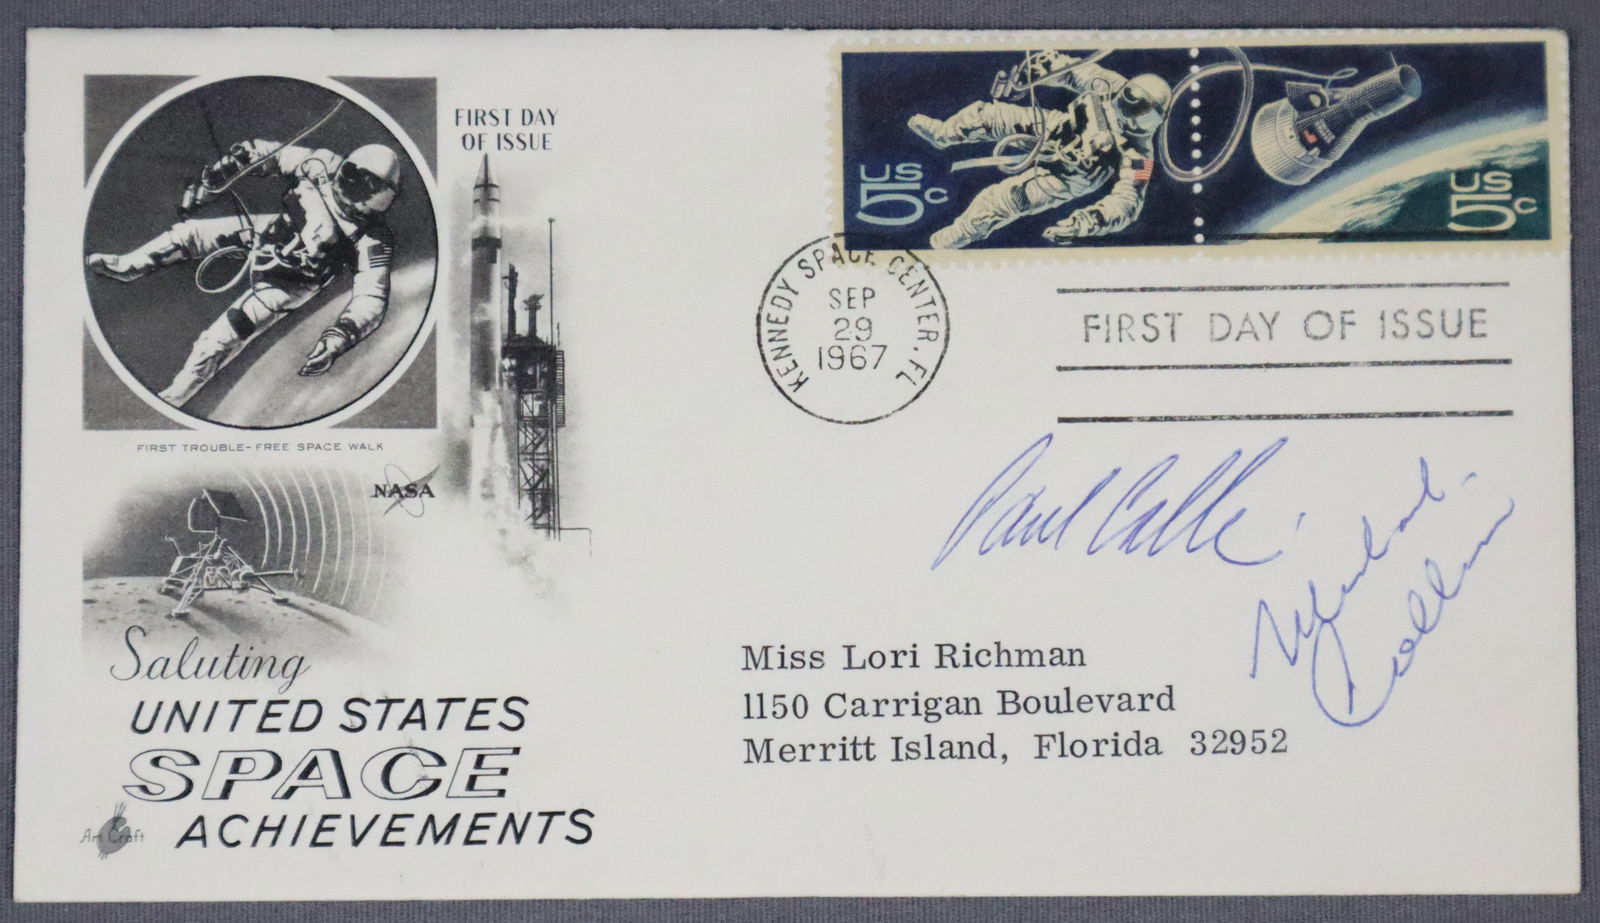 FIRST DAY
OF ISSUE
FIRST TROUBLE-FREE SPACE WALK
NASA
Saluting
UNITED STATES
SPACE
ACHIEVEMENTS
Art Craft
US
5c
US
5c
KENNEDY SPACE CENTER, FL
SEP
29
1967
FIRST DAY OF ISSUE
Paul Calle
Michael
Collins
Miss Lori Richman
1150 Carrigan Boulevard
Merritt Island, Florida 32952